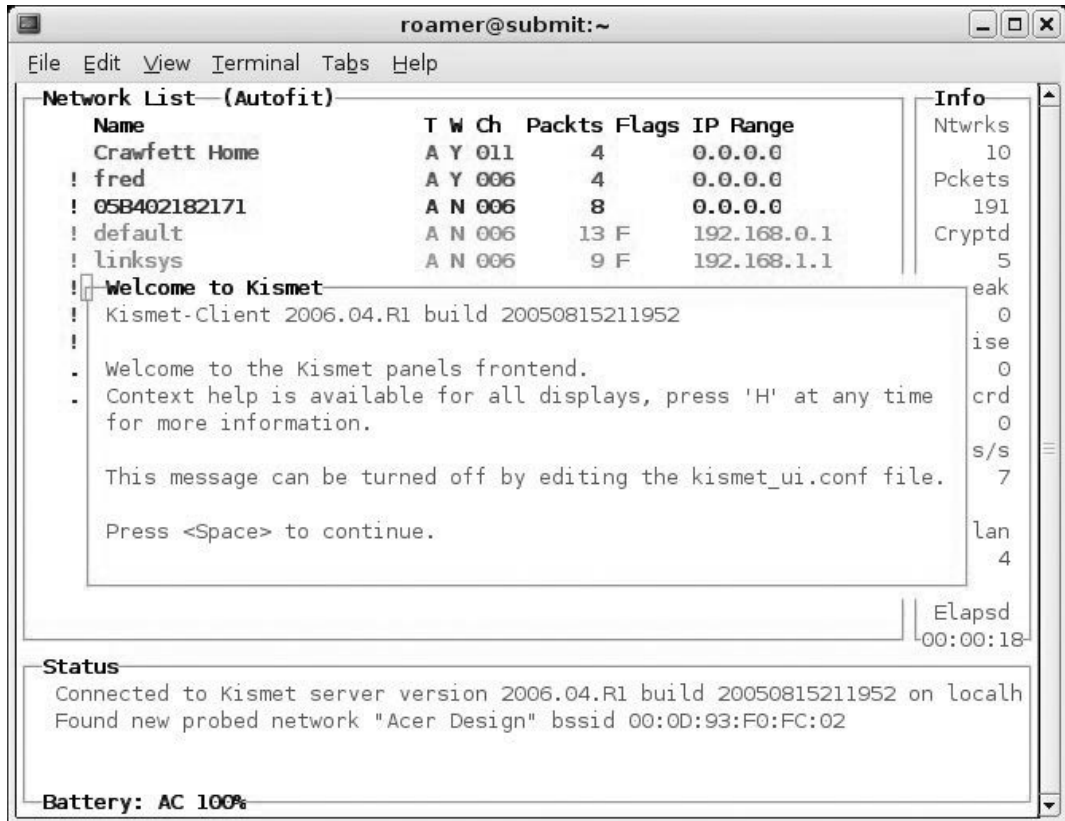 roamer@submit:~
File Edit View Terminal Tabs Help
Network List (Autofit)
Name T W Ch Packts Flags IP Range
Crawfett Home A Y 011 4 0.0.0.0
! fred A Y 006 4 0.0.0.0
! 05B402182171 A N 006 8 0.0.0.0
! default A N 006 13 F 192.168.0.1
! linksys A N 006 9 F 192.168.1.1
!
!
!
.
.
Welcome to Kismet
Kismet-Client 2006.04.R1 build 20050815211952
Welcome to the Kismet panels frontend.
Context help is available for all displays, press 'H' at any time
for more information.
This message can be turned off by editing the kismet_ui.conf file.
Press <Space> to continue.
Info
Ntwrks
10
Pckets
191
Cryptd
5
eak
0
ise
0
crd
0
s/s
7
lan
4
Elapsd
00:00:18
Status
Connected to Kismet server version 2006.04.R1 build 20050815211952 on localh
Found new probed network "Acer Design" bssid 00:0D:93:F0:FC:02
Battery: AC 100%